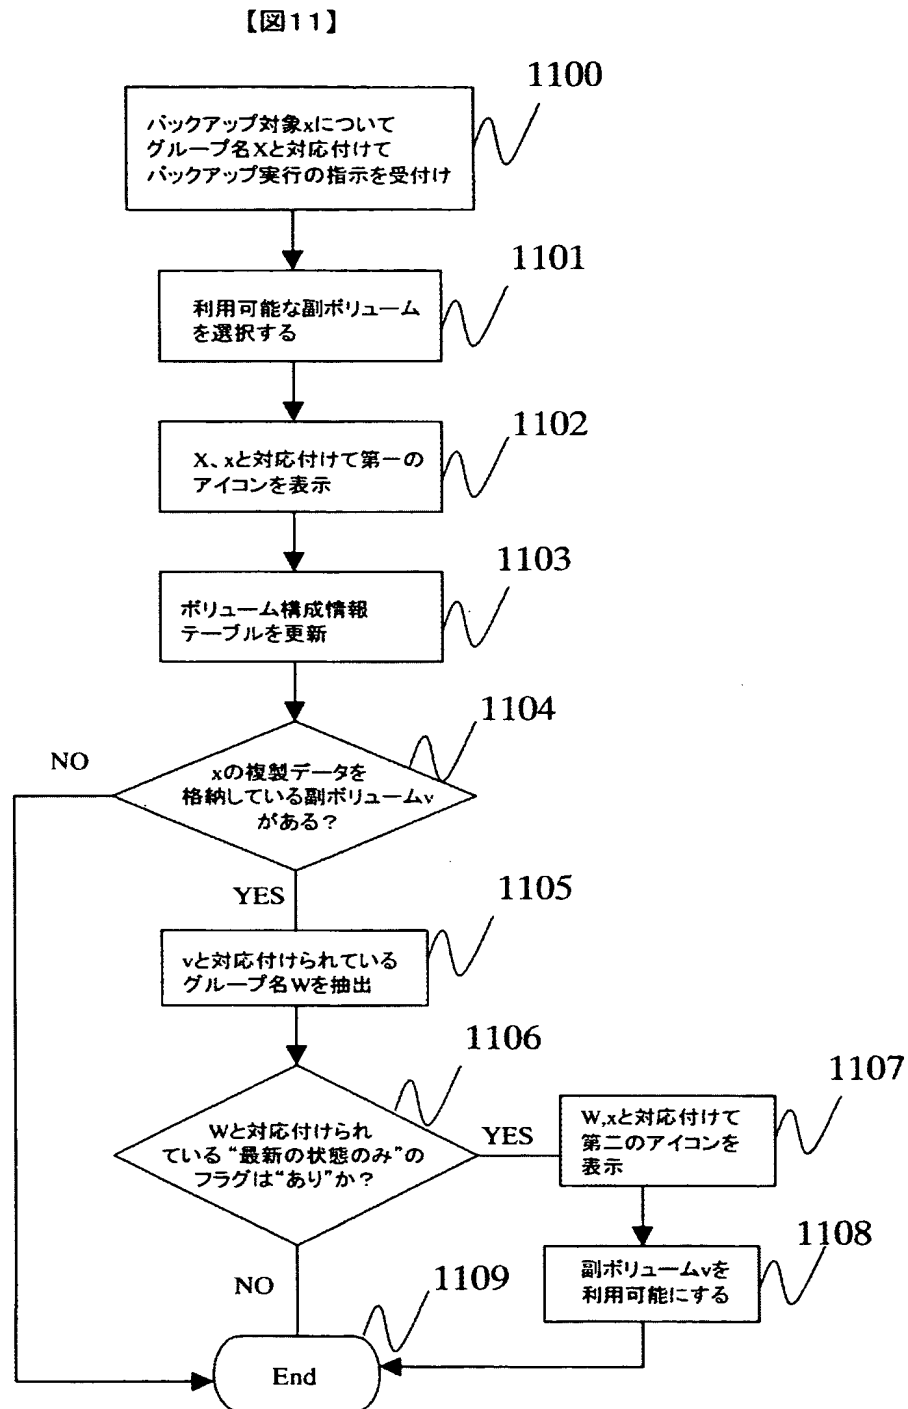 【図11】
1100
バックアップ対象xについて
グループ名Xと対応付けて
バックアップ実行の指示を受付け
1101
利用可能な副ボリューム
を選択する
1102
X、xと対応付けて第一の
アイコンを表示
1103
ボリューム構成情報
テーブルを更新
1104
NO
xの複製データを
格納している副ボリュームv
がある?
YES
1105
vと対応付けられている
グループ名Wを抽出
1106
Wと対応付けられ
ている“最新の状態のみ”の
フラグは“あり”か?
YES
1107
W,xと対応付けて
第二のアイコンを
表示
1108
副ボリュームvを
利用可能にする
NO
1109
End